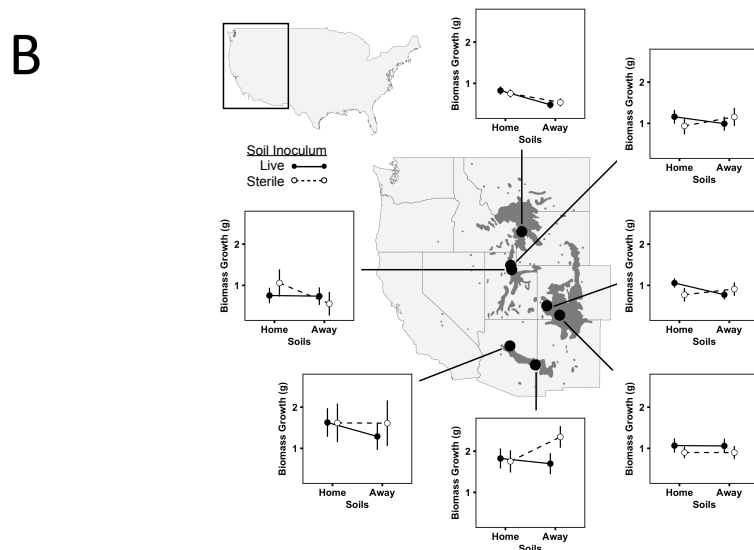 B
Biomass Growth (g)
2
1
Home Away
Soils
Biomass Growth (g)
2
1
Home Away
Soils
Soil Inoculum
Live
Sterile
Biomass Growth (g)
2
1
Home Away
Soils
Biomass Growth (g)
2
1
Home Away
Soils
Biomass Growth (g)
2
1
Home Away
Soils
Biomass Growth (g)
2
1
Home Away
Soils
Biomass Growth (g)
2
1
Home Away
Soils